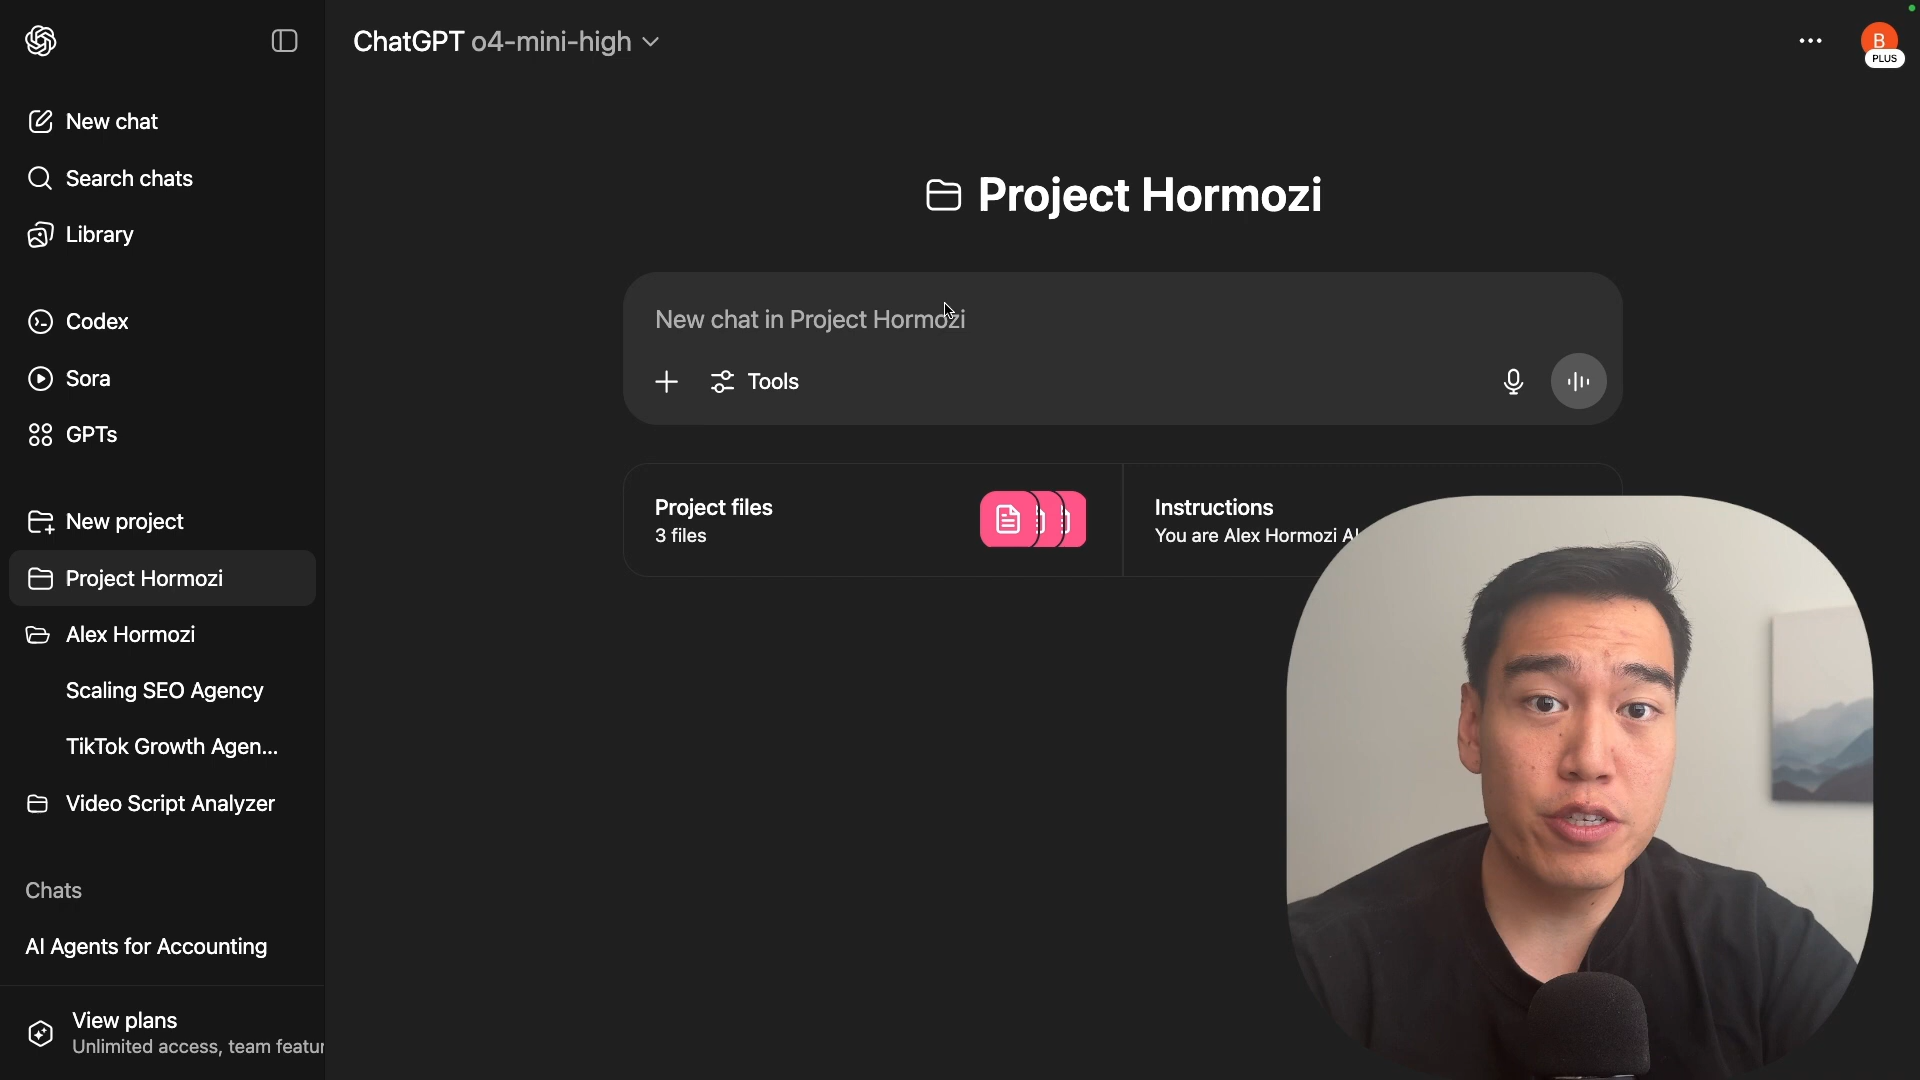 ChatGPT o4-mini-high
B
PLUS
New chat
Search chats
Library
Codex
Sora
GPTs
New project
Project Hormozi
Alex Hormozi
Scaling SEO Agency
TikTok Growth Agen...
Video Script Analyzer
Chats
AI Agents for Accounting
View plans
Unlimited access, team featur
Project Hormozi
New chat in Project Hormozi
Tools
Project files
3 files
Instructions
You are Alex Hormozi AI